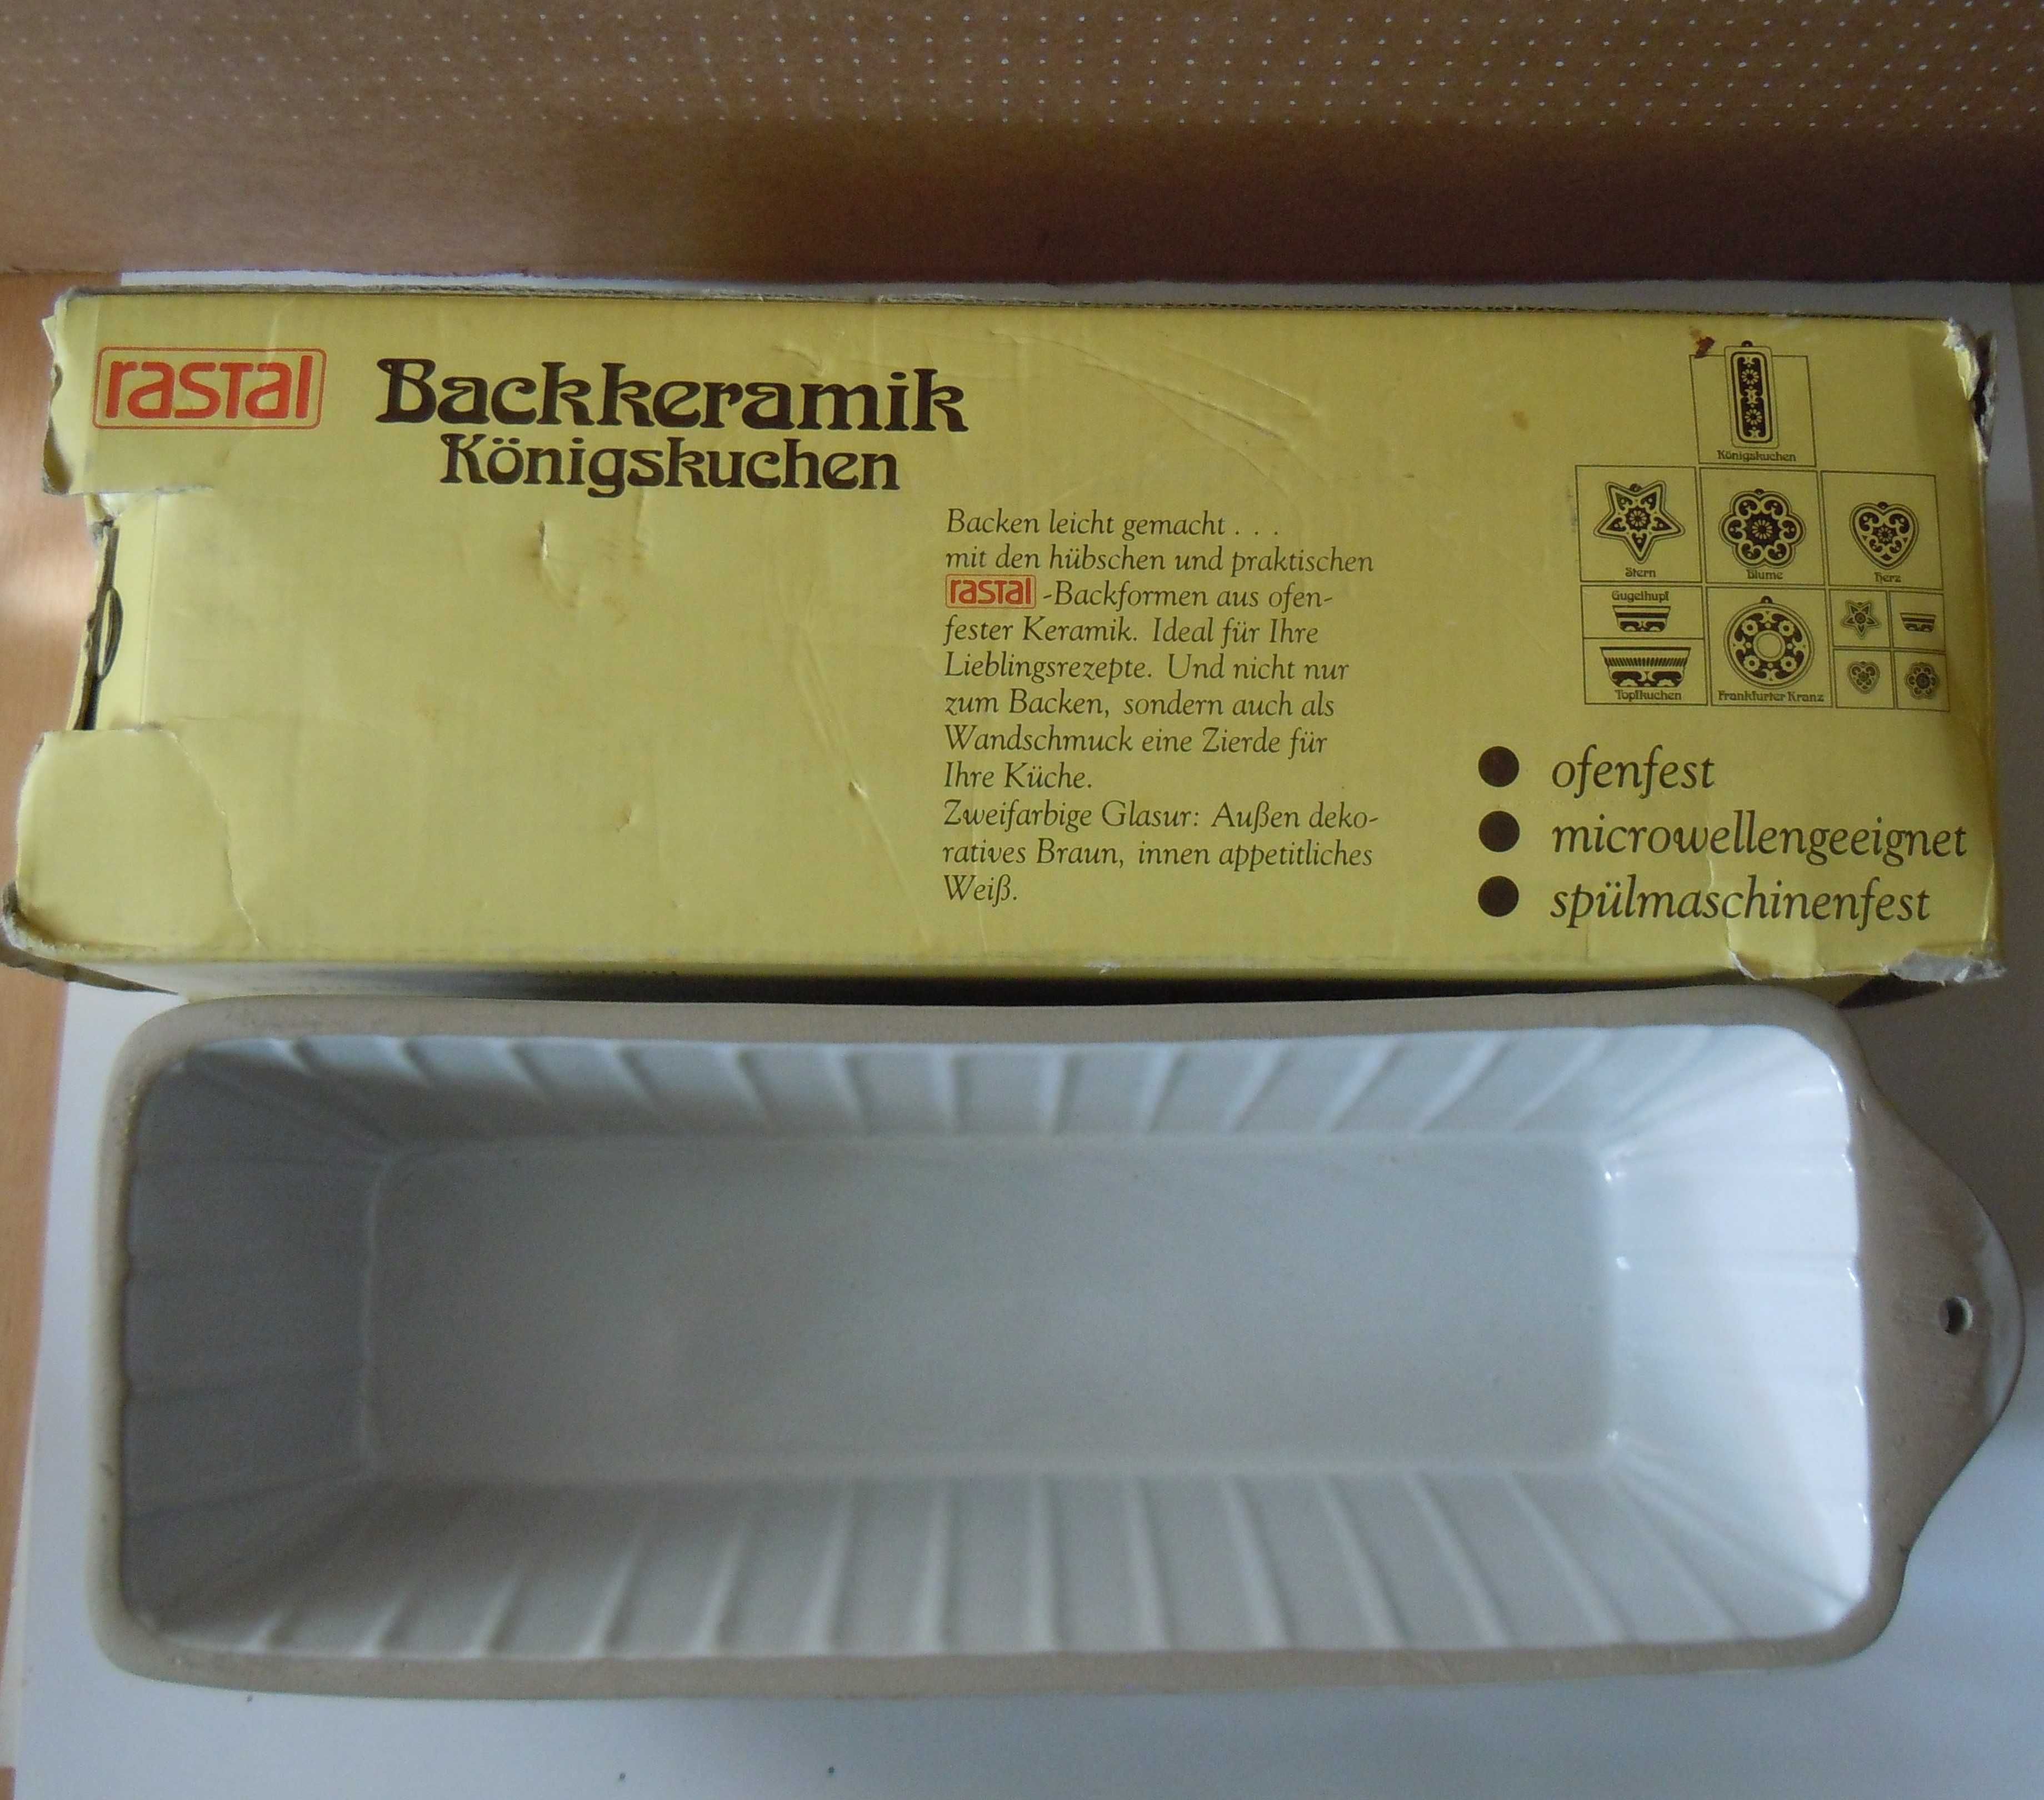 rastal
Backkeramik
Königskuchen
Backen leicht gemacht . . .
mit den hübschen und praktischen
rastal -Backformen aus ofen-
fester Keramik. Ideal für Ihre
Lieblingsrezepte. Und nicht nur
zum Backen, sondern auch als
Wandschmuck eine Zierde für
Ihre Küche.
Zweifarbige Glasur: Außen deko-
ratives Braun, innen appetitliches
Weiß.
Königskuchen
Stern
Blume
Herz
Gugelhupf
Topfkuchen
Frankfurter Kranz
ofenfest
microwellengeeignet
spülmaschinenfest